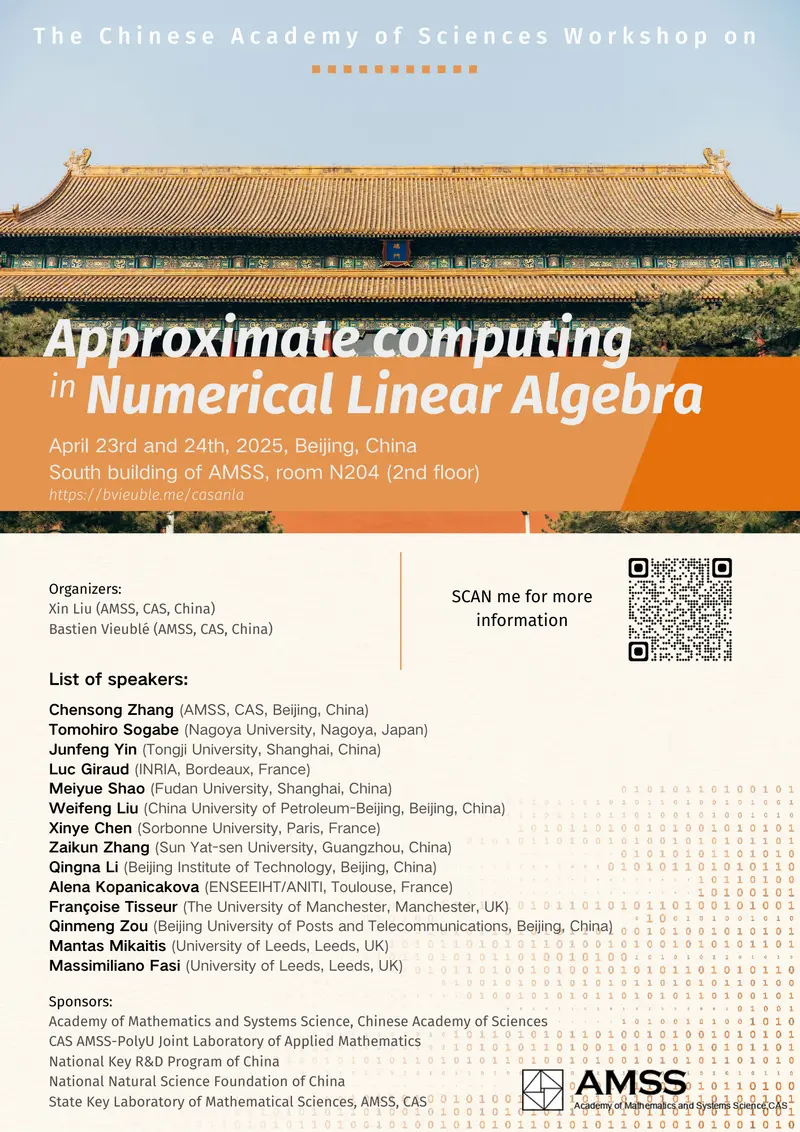 The Chinese Academy of Sciences Workshop on
端門
Approximate computing
in Numerical Linear Algebra
April 23rd and 24th, 2025, Beijing, China
South building of AMSS, room N204 (2nd floor)
https://bvieuble.me/casanla
Organizers:
Xin Liu (AMSS, CAS, China)
Bastien Vieublé (AMSS, CAS, China)
SCAN me for more
information
List of speakers:
Chensong Zhang (AMSS, CAS, Beijing, China)
Tomohiro Sogabe (Nagoya University, Nagoya, Japan)
Junfeng Yin (Tongji University, Shanghai, China)
Luc Giraud (INRIA, Bordeaux, France)
Meiyue Shao (Fudan University, Shanghai, China)
Weifeng Liu (China University of Petroleum-Beijing, Beijing, China)
Xinye Chen (Sorbonne University, Paris, France)
Zaikun Zhang (Sun Yat-sen University, Guangzhou, China)
Qingna Li (Beijing Institute of Technology, Beijing, China)
Alena Kopanicakova (ENSEEIHT/ANITI, Toulouse, France)
Françoise Tisseur (The University of Manchester, Manchester, UK)
Qinmeng Zou (Beijing University of Posts and Telecommunications, Beijing, China)
Mantas Mikaitis (University of Leeds, Leeds, UK)
Massimiliano Fasi (University of Leeds, Leeds, UK)
Sponsors:
Academy of Mathematics and Systems Science, Chinese Academy of Sciences
CAS AMSS-PolyU Joint Laboratory of Applied Mathematics
National Key R&D Program of China
National Natural Science Foundation of China
State Key Laboratory of Mathematical Sciences, AMSS, CAS
AMSS
Academy of Mathematics and Systems Science,CAS